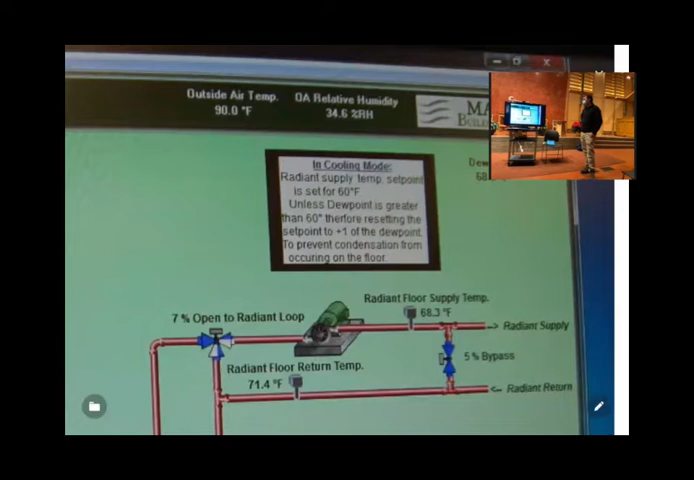 Outside Air Temp.
90.0 °F
OA Relative Humidity
34.6 %RH
MA
In Cooling Mode:
Radiant supply temp, setpoint
is set for 60°F
Unless Dewpoint is greater
than 60° therfore resetting the
setpoint to +1 of the dewpoint.
To prevent condensation from
occuring on the floor.
Radiant Floor Supply Temp.
68.3 °F
7 % Open to Radiant Loop
Radiant Supply
5 % Bypass
Radiant Floor Return Temp.
71.4 °F
Radiant Return